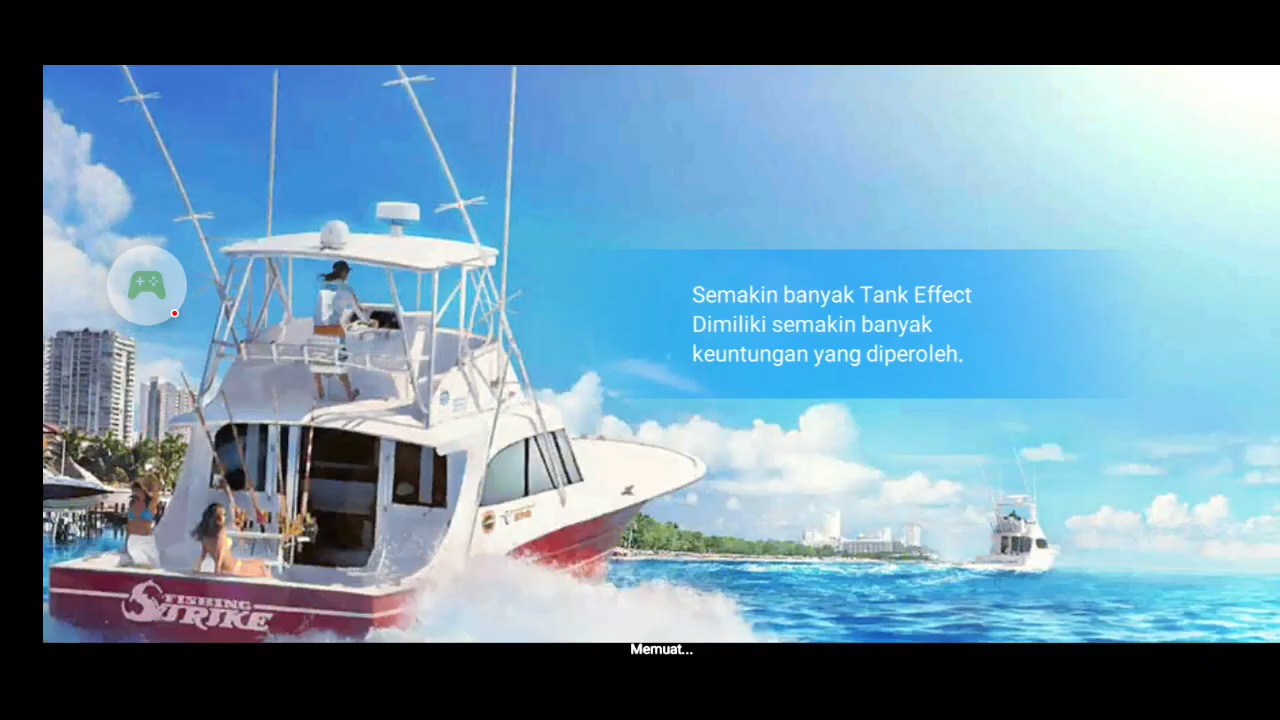 Semakin banyak Tank Effect
Dimiliki semakin banyak
keuntungan yang diperoleh.
FISHING
STRIKE
Memuat...